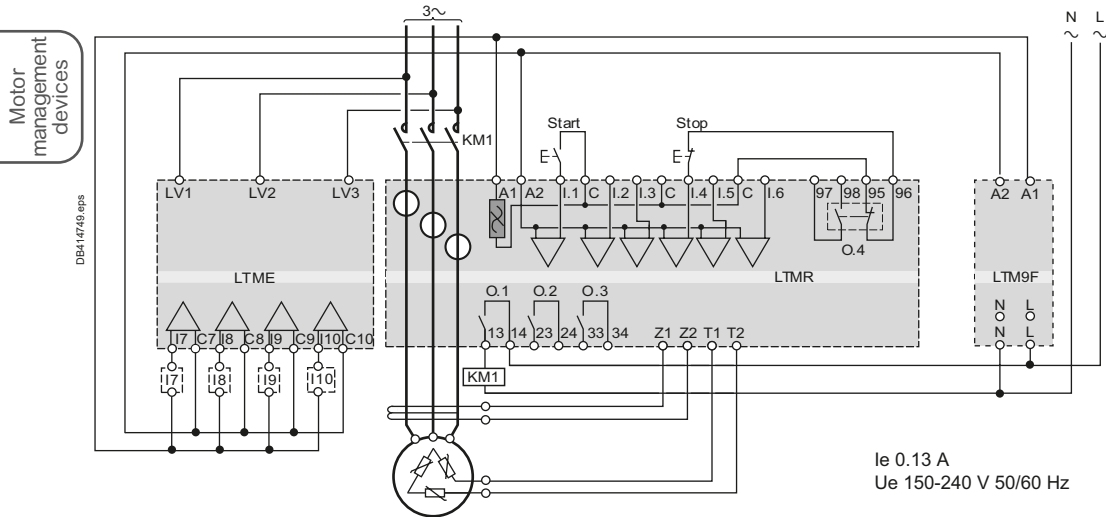 3∿
N L
∿ ∿
Motor
management
devices
DB414749.eps
Start
Stop
KM1
LV1 LV2 LV3
A1 A2 I.1 C I.2 I.3 C I.4 I.5 C I.6 97 98 95 96
A2 A1
O.4
LTME
LTMR
LTM9F
O.1 O.2 O.3
N L
N L
I7 C7 I8 C8 I9 C9 I10 C10
13 14 23 24 33 34 Z1 Z2 T1 T2
I7 I8 I9 I10
KM1
Ie 0.13 A
Ue 150-240 V 50/60 Hz